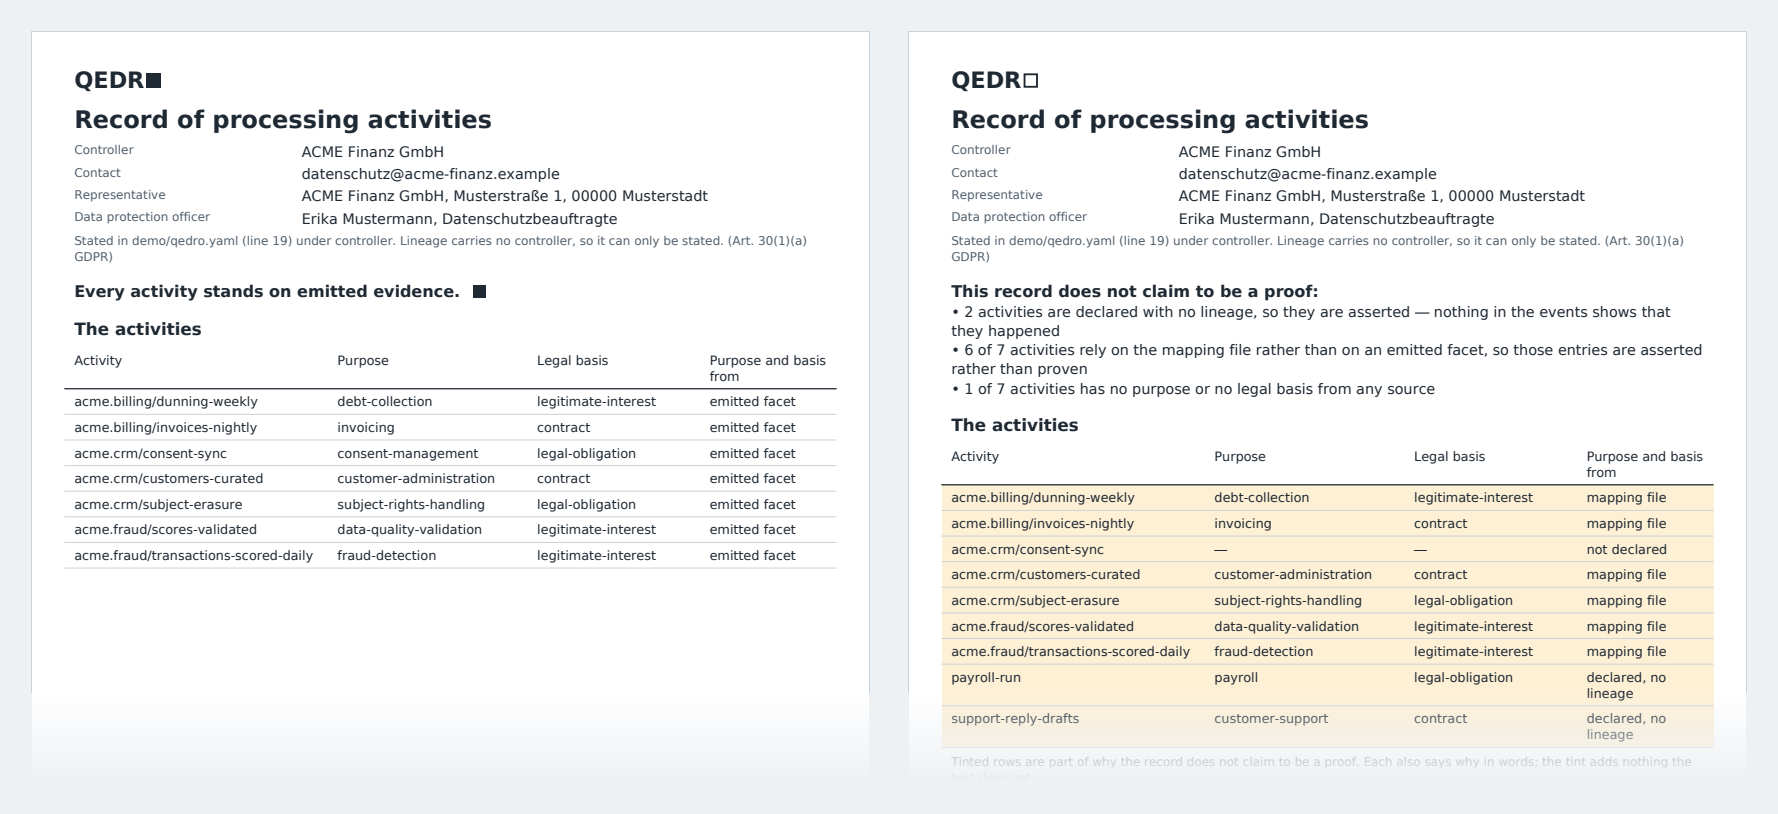 QEDR■
Record of processing activities
Controller ACME Finanz GmbH
Contact datenschutz@acme-finanz.example
Representative ACME Finanz GmbH, Musterstraße 1, 00000 Musterstadt
Data protection officer Erika Mustermann, Datenschutzbeauftragte
Stated in demo/qedro.yaml (line 19) under controller. Lineage carries no controller, so it can only be stated. (Art. 30(1)(a)
GDPR)
Every activity stands on emitted evidence. ■
The activities
Activity Purpose Legal basis Purpose and basis
from
acme.billing/dunning-weekly debt-collection legitimate-interest emitted facet
acme.billing/invoices-nightly invoicing contract emitted facet
acme.crm/consent-sync consent-management legal-obligation emitted facet
acme.crm/customers-curated customer-administration contract emitted facet
acme.crm/subject-erasure subject-rights-handling legal-obligation emitted facet
acme.fraud/scores-validated data-quality-validation legitimate-interest emitted facet
acme.fraud/transactions-scored-daily fraud-detection legitimate-interest emitted facet
QEDR□
Record of processing activities
Controller ACME Finanz GmbH
Contact datenschutz@acme-finanz.example
Representative ACME Finanz GmbH, Musterstraße 1, 00000 Musterstadt
Data protection officer Erika Mustermann, Datenschutzbeauftragte
Stated in demo/qedro.yaml (line 19) under controller. Lineage carries no controller, so it can only be stated. (Art. 30(1)(a)
GDPR)
This record does not claim to be a proof:
• 2 activities are declared with no lineage, so they are asserted — nothing in the events shows that
they happened
• 6 of 7 activities rely on the mapping file rather than on an emitted facet, so those entries are asserted
rather than proven
• 1 of 7 activities has no purpose or no legal basis from any source
The activities
Activity Purpose Legal basis Purpose and basis
from
acme.billing/dunning-weekly debt-collection legitimate-interest mapping file
acme.billing/invoices-nightly invoicing contract mapping file
acme.crm/consent-sync — — not declared
acme.crm/customers-curated customer-administration contract mapping file
acme.crm/subject-erasure subject-rights-handling legal-obligation mapping file
acme.fraud/scores-validated data-quality-validation legitimate-interest mapping file
acme.fraud/transactions-scored-daily fraud-detection legitimate-interest mapping file
payroll-run payroll legal-obligation declared, no
lineage
support-reply-drafts customer-support contract declared, no
lineage
Tinted rows are part of why the record does not claim to be a proof. Each also says why in words; the tint adds nothing the